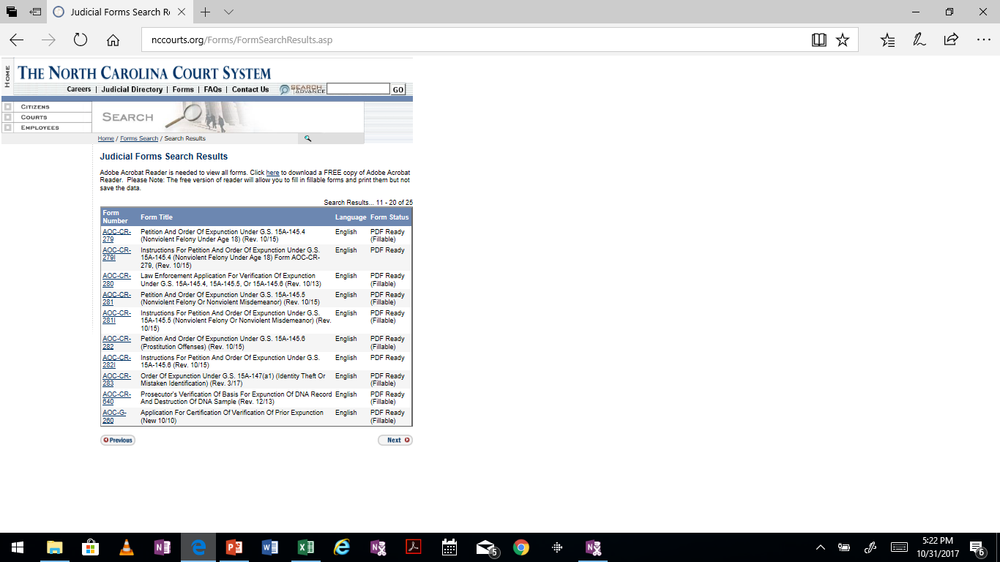 Judicial Forms Search Re
nccourts.org/Forms/FormSearchResults.asp
HOME
THE NORTH CAROLINA COURT SYSTEM
Careers | Judicial Directory | Forms | FAQs | Contact Us
SEARCH
ADVANCE
GO
CITIZENS
COURTS
EMPLOYEES
SEARCH
Home / Forms Search / Search Results
Judicial Forms Search Results
Adobe Acrobat Reader is needed to view all forms. Click here to download a FREE copy of Adobe Acrobat
Reader. Please Note: The free version of reader will allow you to fill in fillable forms and print them but not
save the data.
Search Results... 11 - 20 of 25
Form Number Form Title Language Form Status
AOC-CR- Petition And Order Of Expunction Under G.S. 15A-145.4 English PDF Ready
279 (Nonviolent Felony Under Age 18) (Rev. 10/15) (Fillable)
AOC-CR- Instructions For Petition And Order Of Expunction Under G.S. English PDF Ready
279I 15A-145.4 (Nonviolent Felony Under Age 18) Form AOC-CR-
279, (Rev. 10/15)
AOC-CR- Law Enforcement Application For Verification Of Expunction English PDF Ready
280 Under G.S. 15A-145.4, 15A-145.5, Or 15A-145.6 (Rev. 10/13) (Fillable)
AOC-CR- Petition And Order Of Expunction Under G.S. 15A-145.5 English PDF Ready
281 (Nonviolent Felony Or Nonviolent Misdemeanor) (Rev. 10/15) (Fillable)
AOC-CR- Instructions For Petition And Order Of Expunction Under G.S. English PDF Ready
281I 15A-145.5 (Nonviolent Felony Or Nonviolent Misdemeanor) (Rev. (Fillable)
10/15)
AOC-CR- Petition And Order Of Expunction Under G.S. 15A-145.6 English PDF Ready
282 (Prostitution Offenses) (Rev. 10/15) (Fillable)
AOC-CR- Instructions For Petition And Order Of Expunction Under G.S. English PDF Ready
282I 15A-145.6 (Rev. 10/15)
AOC-CR- Order Of Expunction Under G.S. 15A-147(a1) (Identity Theft Or English PDF Ready
283 Mistaken Identification) (Rev. 3/17) (Fillable)
AOC-CR- Prosecutor's Verification Of Basis For Expunction Of DNA Record English PDF Ready
640 And Destruction Of DNA Sample (Rev. 12/13) (Fillable)
AOC-G- Application For Certification Of Verification Of Prior Expunction English PDF Ready
260 (New 10/10) (Fillable)
Previous Next
5
5:22 PM
10/31/2017
6